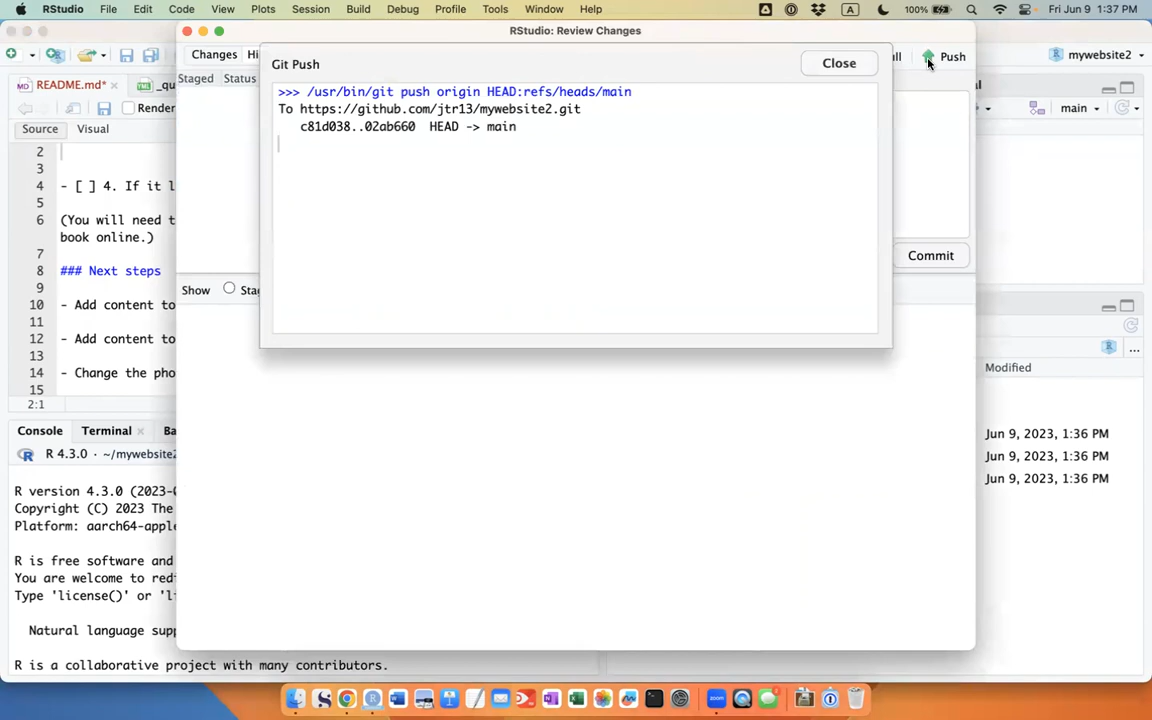 RStudio File Edit Code View Plots Session Build Debug Profile Tools Window Help A 100% Fri Jun 9 1:37 PM
RStudio: Review Changes
Changes Push mywebsite2
Git Push Close
Staged Status
README.md* main
Render
Source Visual
>>> /usr/bin/git push origin HEAD:refs/heads/main
To https://github.com/jtr13/mywebsite2.git
c81d038..02ab660 HEAD -> main
2
3
4 - [ ] 4. If it l
5
6 (You will need t
book online.)
7
8 ### Next steps
9
10 - Add content to
11
12 - Add content to
13
14 - Change the pho
15
2:1
Commit
Show
Modified
Console Terminal
R 4.3.0 · ~/mywebsite2
Jun 9, 2023, 1:36 PM
Jun 9, 2023, 1:36 PM
Jun 9, 2023, 1:36 PM
R version 4.3.0 (2023-
Copyright (C) 2023 The
Platform: aarch64-apple
R is free software and
You are welcome to red
Type 'license()' or 'l
Natural language supp
R is a collaborative project with many contributors.